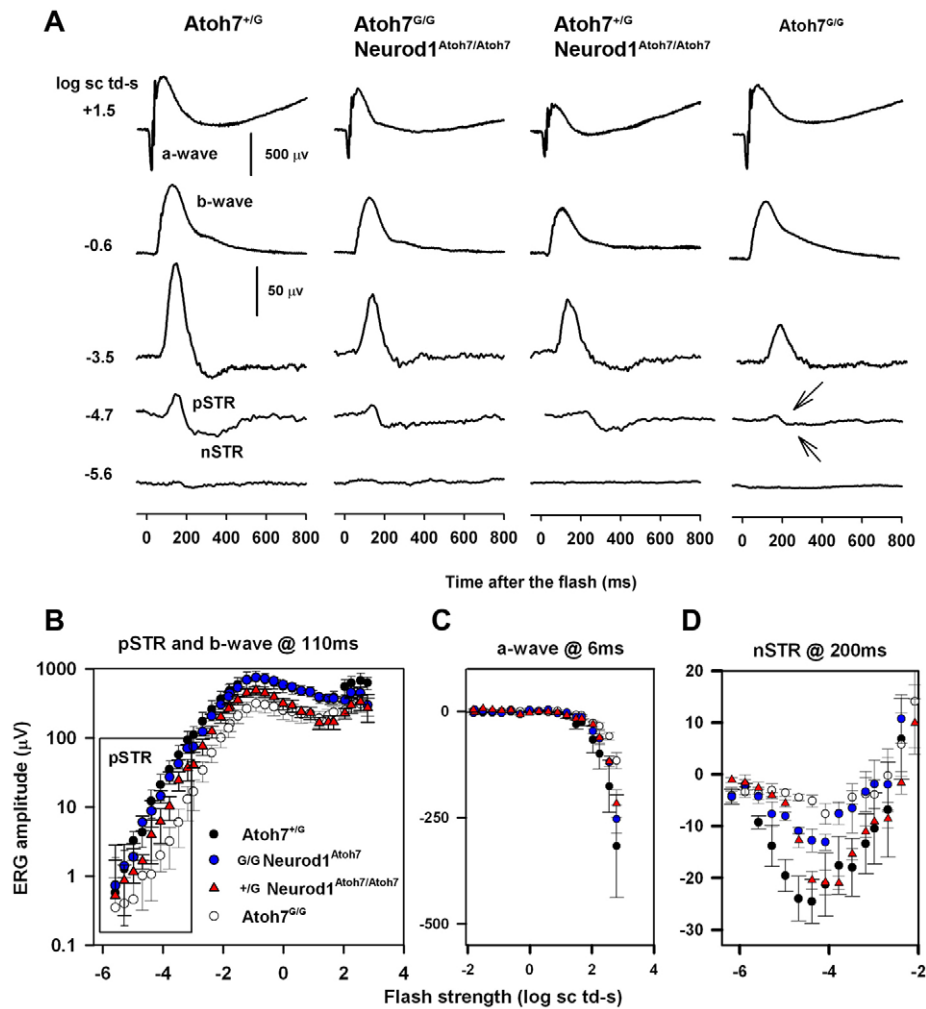 A
Atoh7+/G
Atoh7G/G
Neurod1Atoh7/Atoh7
Atoh7+/G
Neurod1Atoh7/Atoh7
Atoh7G/G
log sc td-s
+1.5
a-wave
500 μv
b-wave
-0.6
50 μv
-3.5
-4.7
pSTR
nSTR
-5.6
0 200 400 600 800
0 200 400 600 800
0 200 400 600 800
0 200 400 600 800
Time after the flash (ms)
B
pSTR and b-wave @ 110ms
ERG amplitude (μV)
1000
100
10
1
0.1
pSTR
Atoh7+/G
G/G Neurod1Atoh7
+/G Neurod1Atoh7/Atoh7
Atoh7G/G
-6 -4 -2 0 2 4
C
a-wave @ 6ms
0
-250
-500
-2 0 2 4
D
nSTR @ 200ms
20
10
0
-10
-20
-30
-6 -4 -2
Flash strength (log sc td-s)